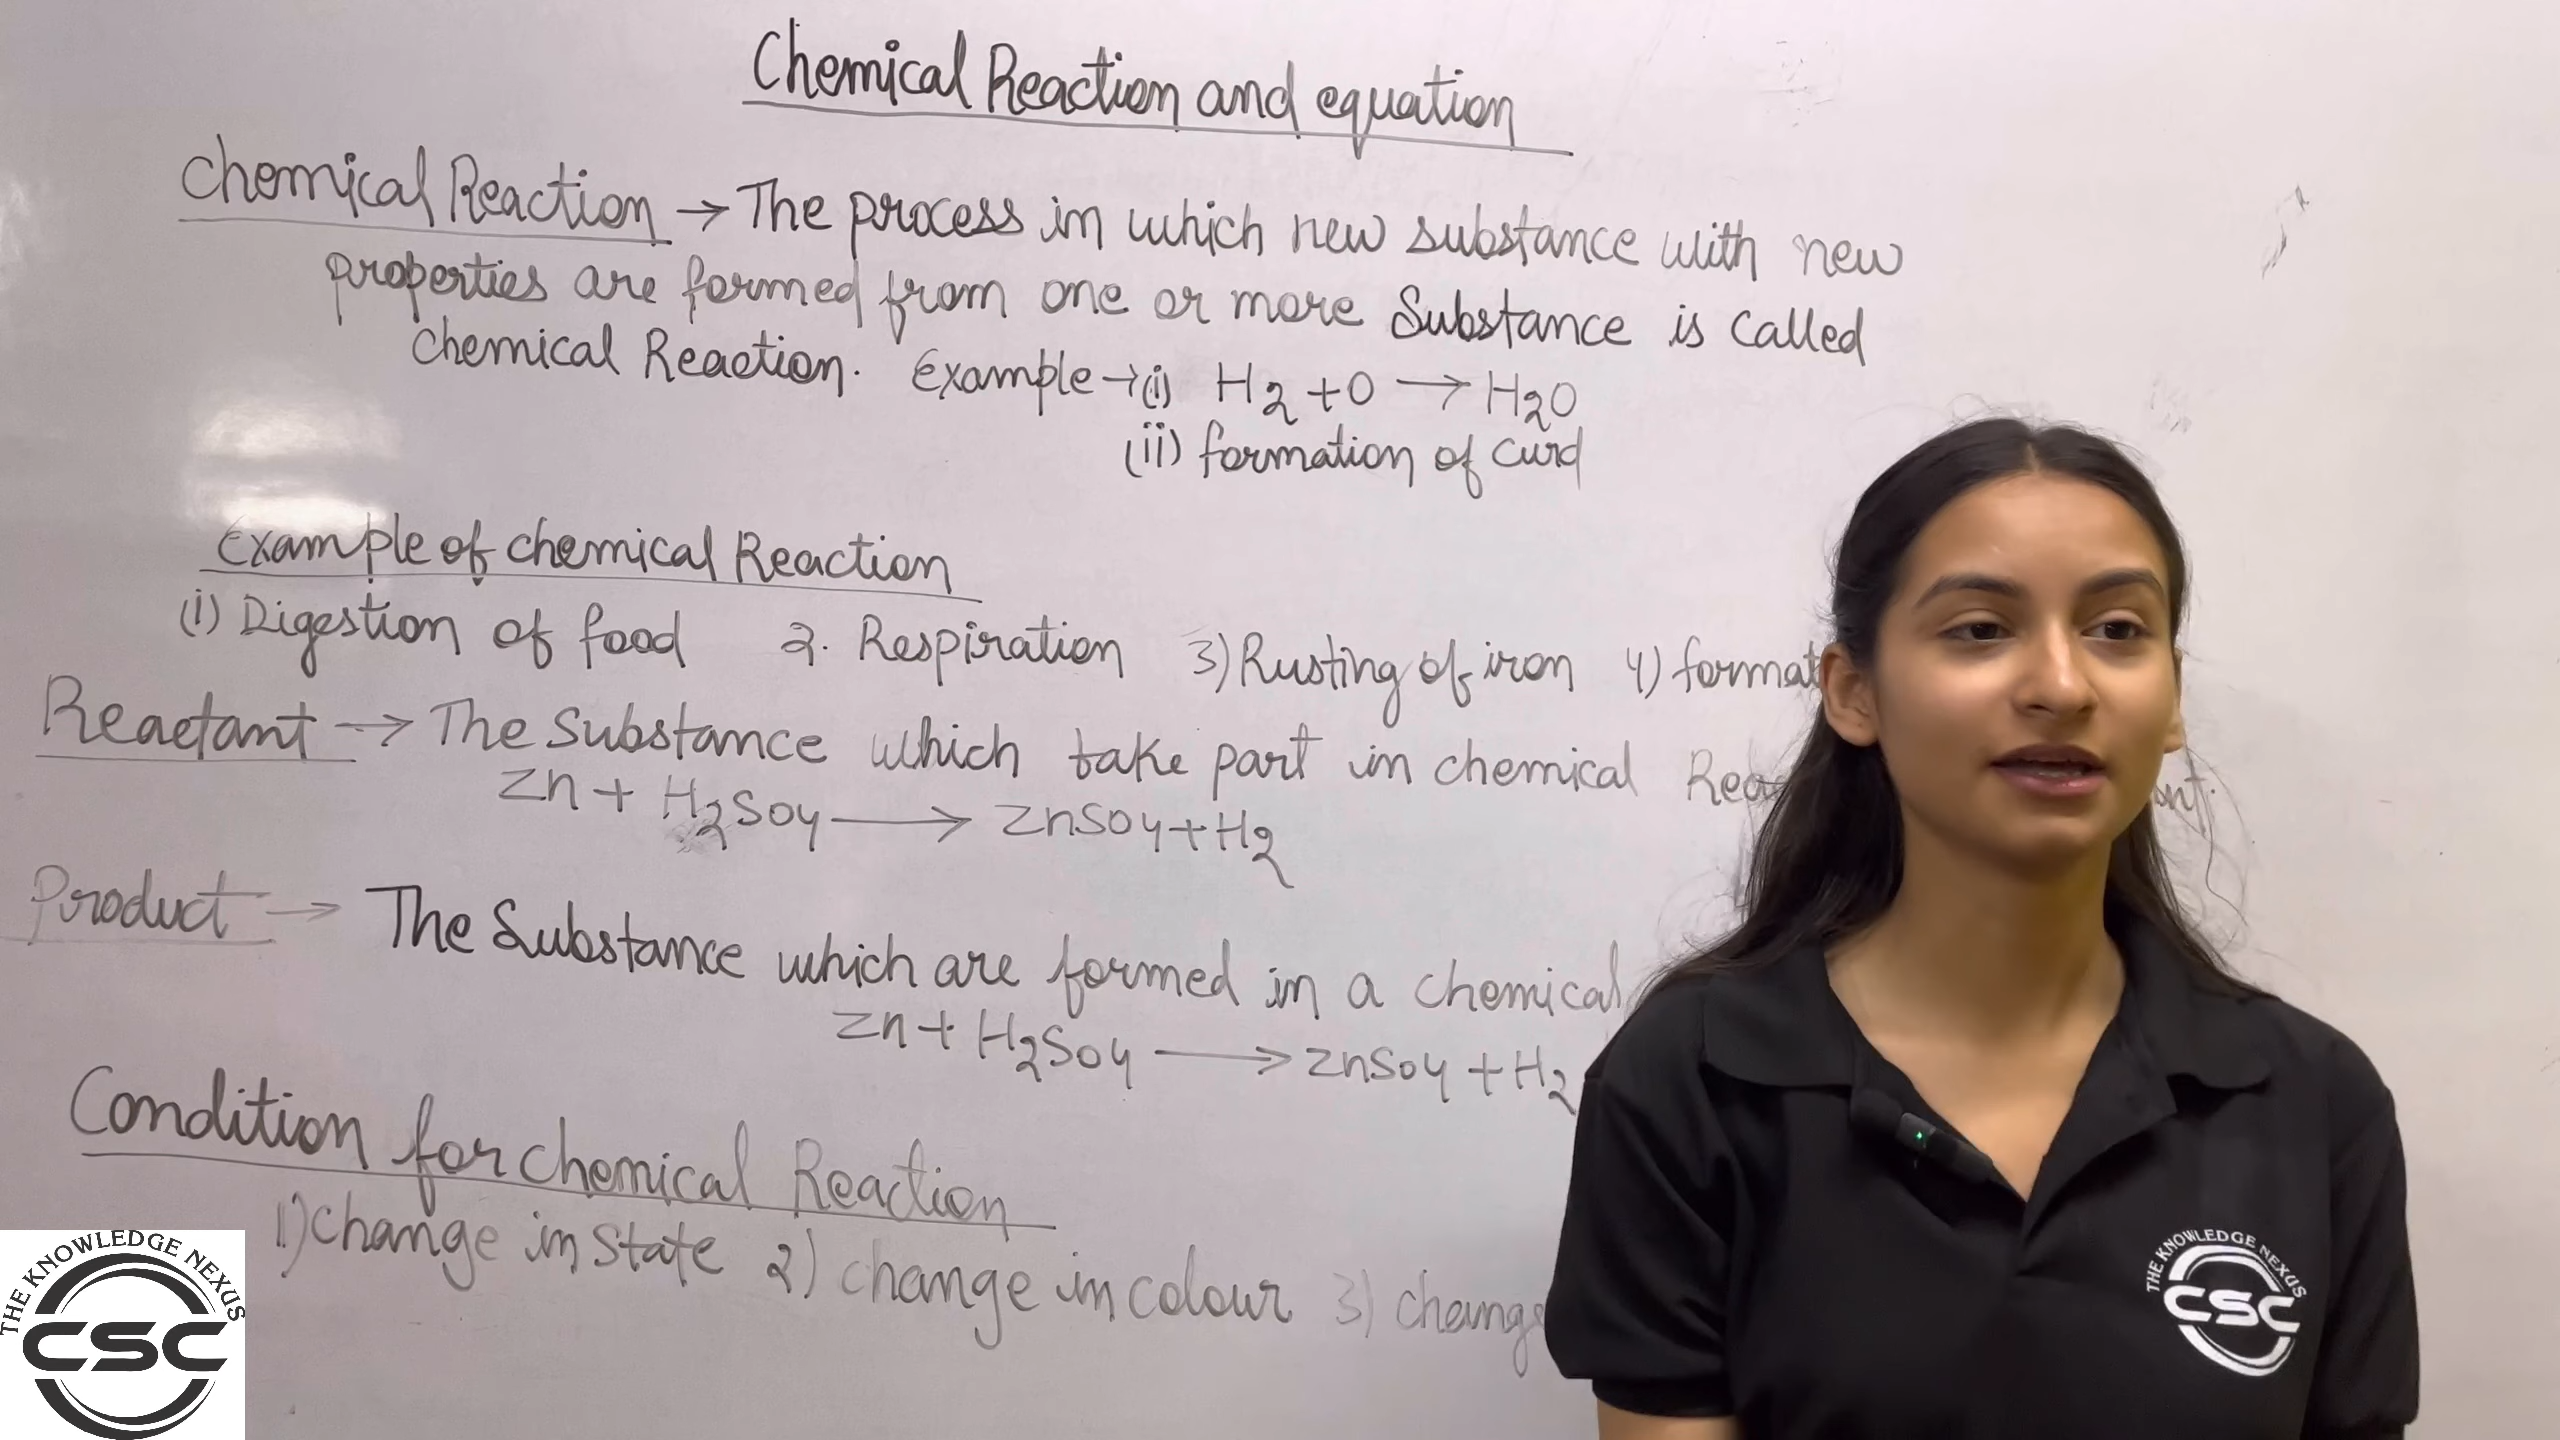 Chemical Reaction and equation
Chemical Reaction → The process in which new substance with new
properties are formed from one or more Substance is called
chemical Reaction. Example → (i) H2 + O → H2O
(ii) formation of curd
Example of chemical Reaction
(i) Digestion of food 2. Respiration 3) Rusting of iron 4) format
Reactant → The Substance which take part in chemical Rea
Zn + H2SO4 → ZnSO4 + H2
Product → The Substance which are formed in a chemical
Zn + H2SO4 → ZnSO4 + H2
Condition for chemical Reaction
1) change in state 2) change in colour 3) change
THE KNOWLEDGE NEXUS
CSC
THE KNOWLEDGE NEXUS
CSC